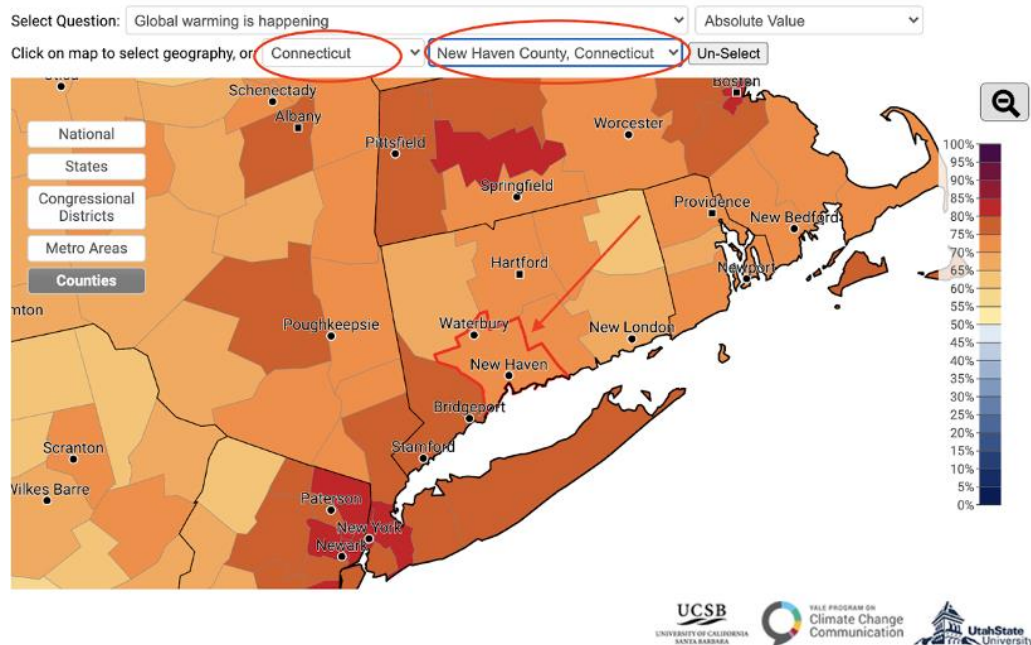 Select Question: Global warming is happening Absolute Value
Click on map to select geography, or: Connecticut New Haven County, Connecticut Un-Select
National
States
Congressional
Districts
Metro Areas
Counties
Schenectady
Albany
Pittsfield
Worcester
Boston
Springfield
Providence
New Bedford
Hartford
Newport
Poughkeepsie
Waterbury
New London
New Haven
Bridgeport
Stamford
Scranton
Wilkes Barre
Paterson
New York
Newark
100%
95%
90%
85%
80%
75%
70%
65%
60%
55%
50%
45%
40%
35%
30%
25%
20%
15%
10%
5%
0%
UCSB
UNIVERSITY OF CALIFORNIA
SANTA BARBARA
YALE PROGRAM ON
Climate Change
Communication
UtahState
University